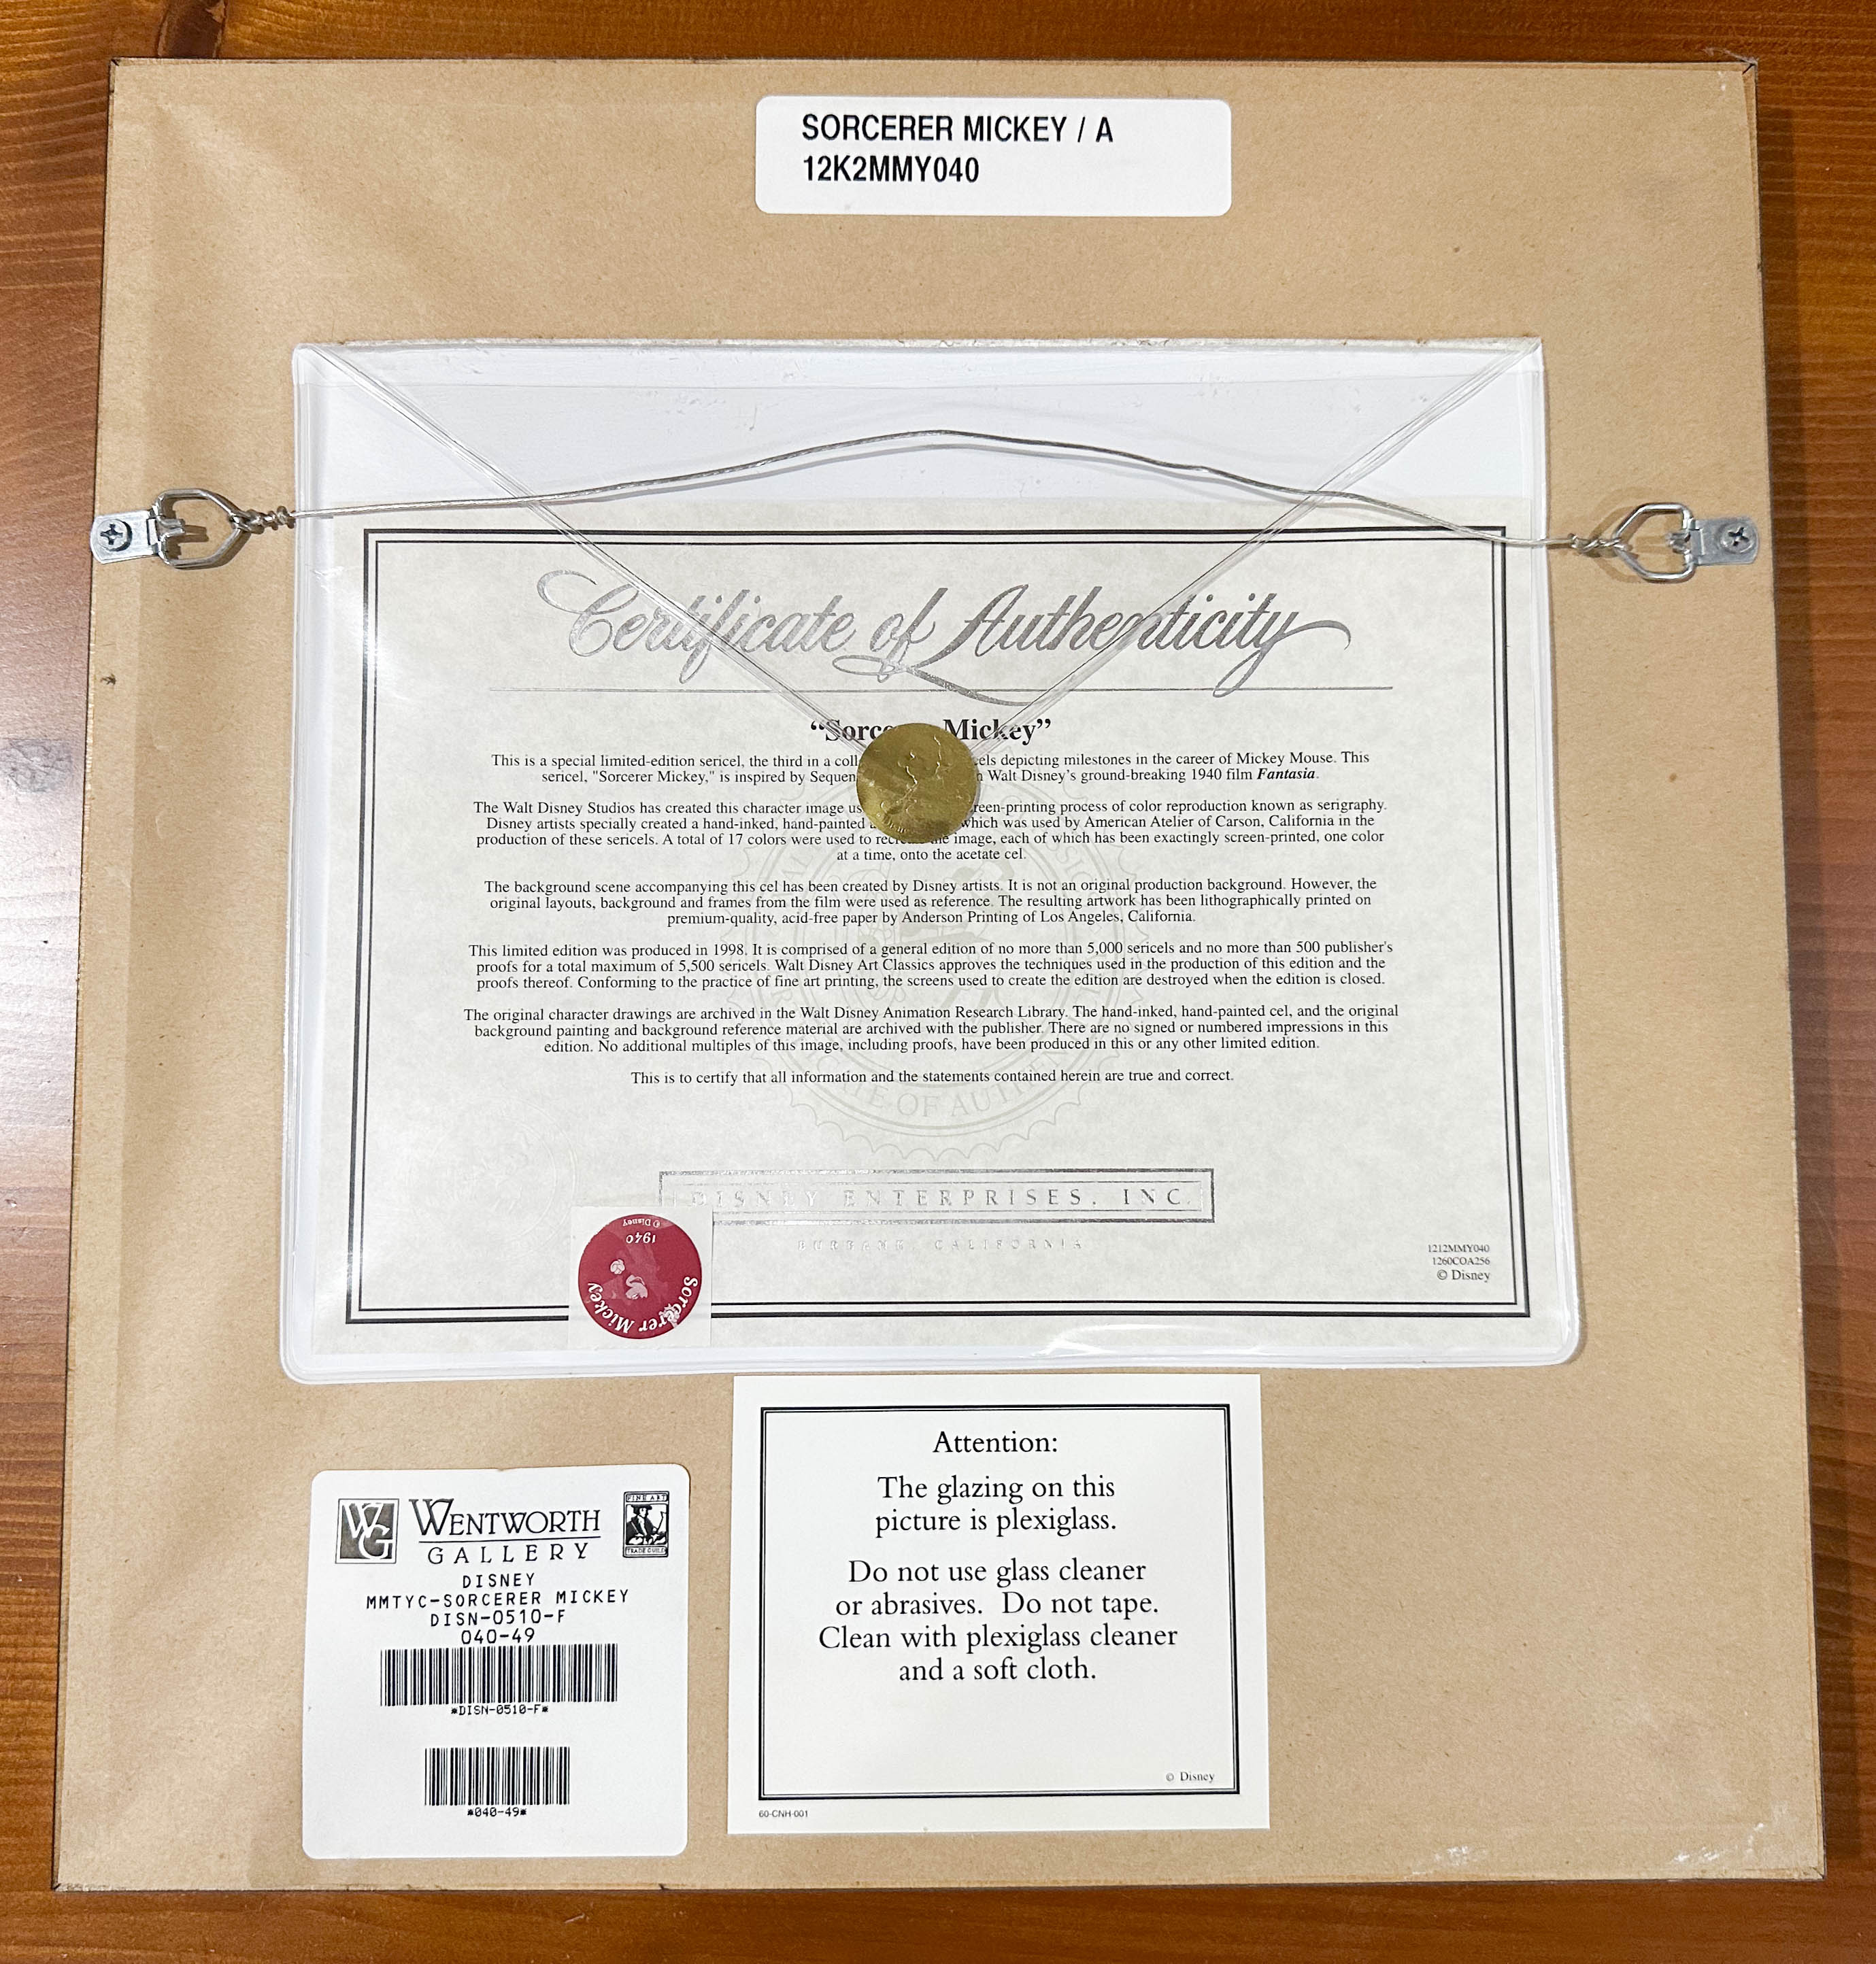 SORCERER MICKEY / A
12K2MMY040
Certificate of Authenticity
“Sorce Mickey”
This is a special limited-edition sericel, the third in a coll els depicting milestones in the career of Mickey Mouse. This
sericel, "Sorcerer Mickey," is inspired by Sequen n Walt Disney's ground-breaking 1940 film Fantasia.
The Walt Disney Studios has created this character image us reen-printing process of color reproduction known as serigraphy.
Disney artists specially created a hand-inked, hand-painted which was used by American Atelier of Carson, California in the
production of these sericels. A total of 17 colors were used to recreate the image, each of which has been exactingly screen-printed, one color
at a time, onto the acetate cel.
The background scene accompanying this cel has been created by Disney artists. It is not an original production background. However, the
original layouts, background and frames from the film were used as reference. The resulting artwork has been lithographically printed on
premium-quality, acid-free paper by Anderson Printing of Los Angeles, California.
This limited edition was produced in 1998. It is comprised of a general edition of no more than 5,000 sericels and no more than 500 publisher's
proofs for a total maximum of 5,500 sericels. Walt Disney Art Classics approves the techniques used in the production of this edition and the
proofs thereof. Conforming to the practice of fine art printing, the screens used to create the edition are destroyed when the edition is closed.
The original character drawings are archived in the Walt Disney Animation Research Library. The hand-inked, hand-painted cel, and the original
background painting and background reference material are archived with the publisher. There are no signed or numbered impressions in this
edition. No additional multiples of this image, including proofs, have been produced in this or any other limited edition.
This is to certify that all information and the statements contained herein are true and correct.
DISNEY ENTERPRISES, INC.
BURBANK, CALIFORNIA
1212MMY040
1260COA256
© Disney
Sorcerer Mickey
1940
© Disney
WG
WENTWORTH
GALLERY
FINE ART
TRADE GUILD
DISNEY
MMTYC-SORCERER MICKEY
DISN-0510-F
040-49
*DISN-0510-F*
*040-49*
Attention:
The glazing on this
picture is plexiglass.
Do not use glass cleaner
or abrasives. Do not tape.
Clean with plexiglass cleaner
and a soft cloth.
© Disney
60-CNH-001